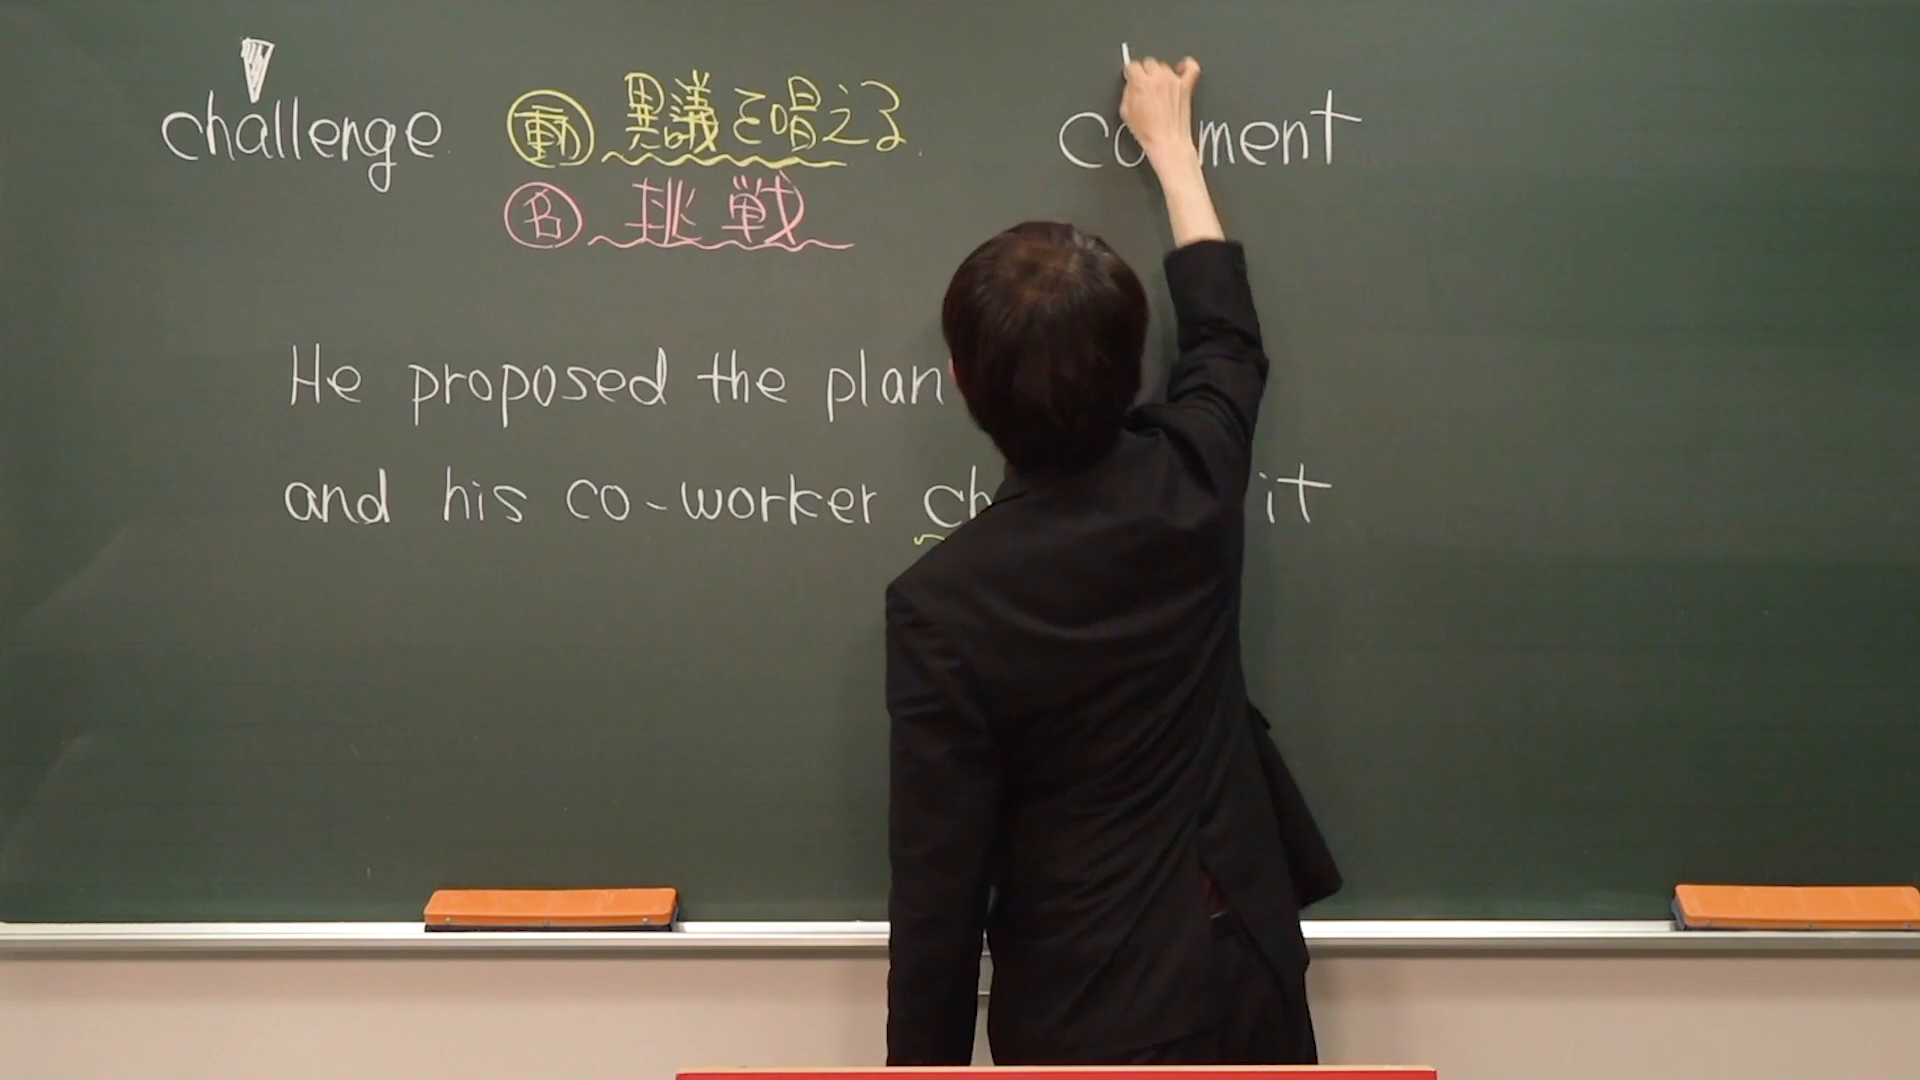 challenge 動 異議を唱える
名 挑戦
He proposed the plan
and his co-worker it